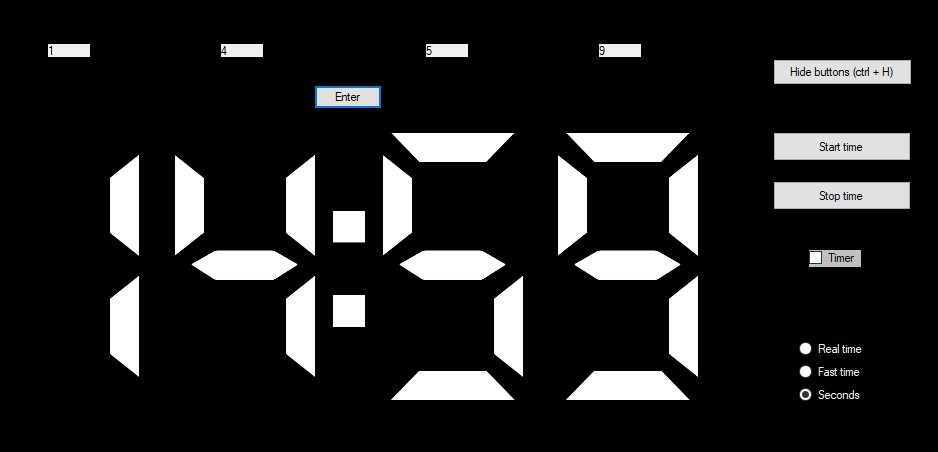 1
4
5
9
Hide buttons (ctrl + H)
Enter
14:59
Start time
Stop time
Timer
Real time
Fast time
Seconds